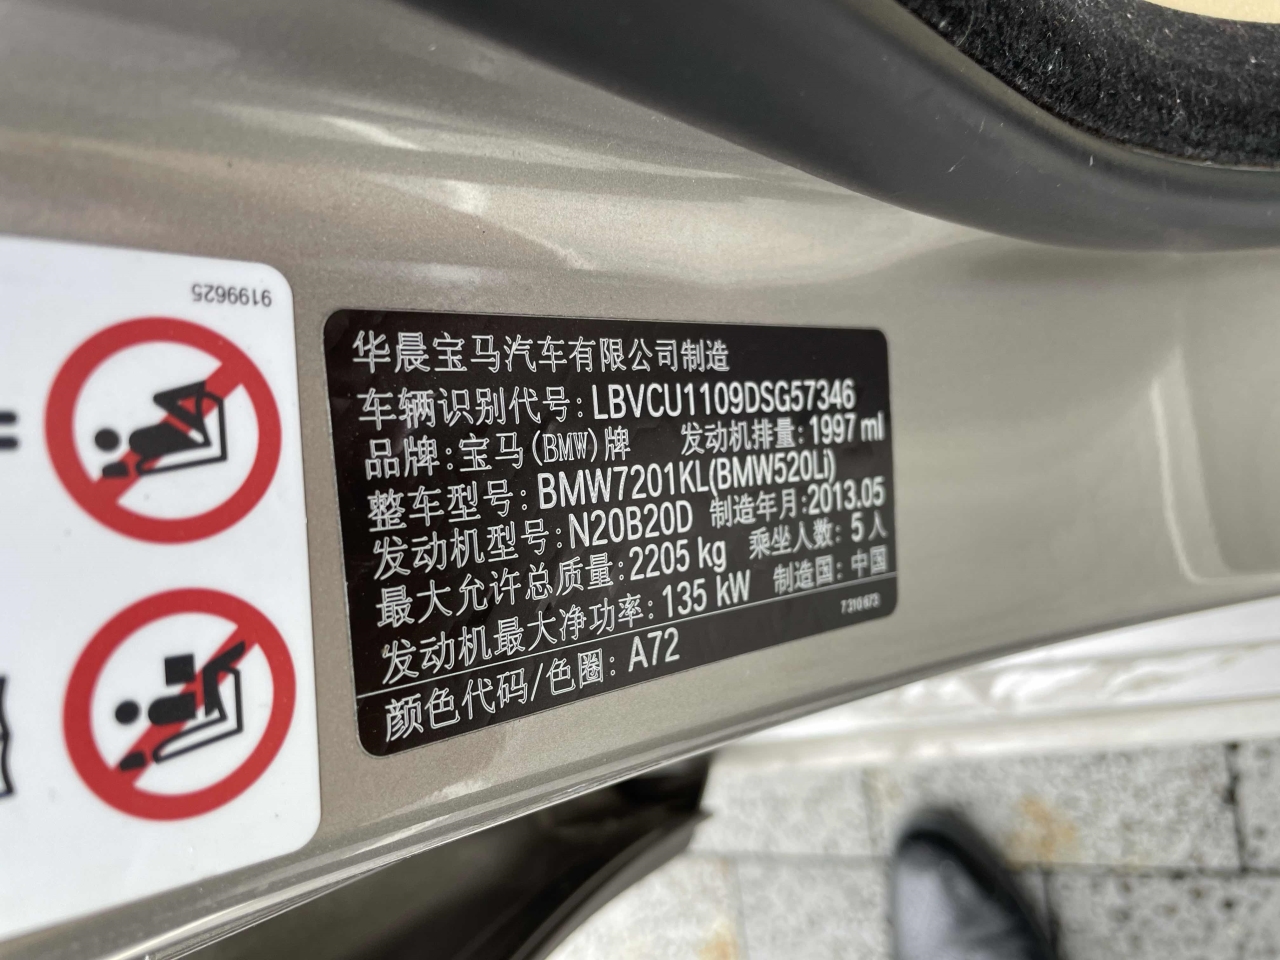 9199625
华晨宝马汽车有限公司制造
车辆识别代号: LBVCU1109DSG57346
品牌: 宝马(BMW)牌 发动机排量: 1997 ml
整车型号: BMW7201KL(BMW520Li)
发动机型号: N20B20D 制造年月: 2013.05
最大允许总质量: 2205 kg 乘坐人数: 5 人
发动机最大净功率: 135 kW 制造国: 中国
7310673
颜色代码/色圈: A72